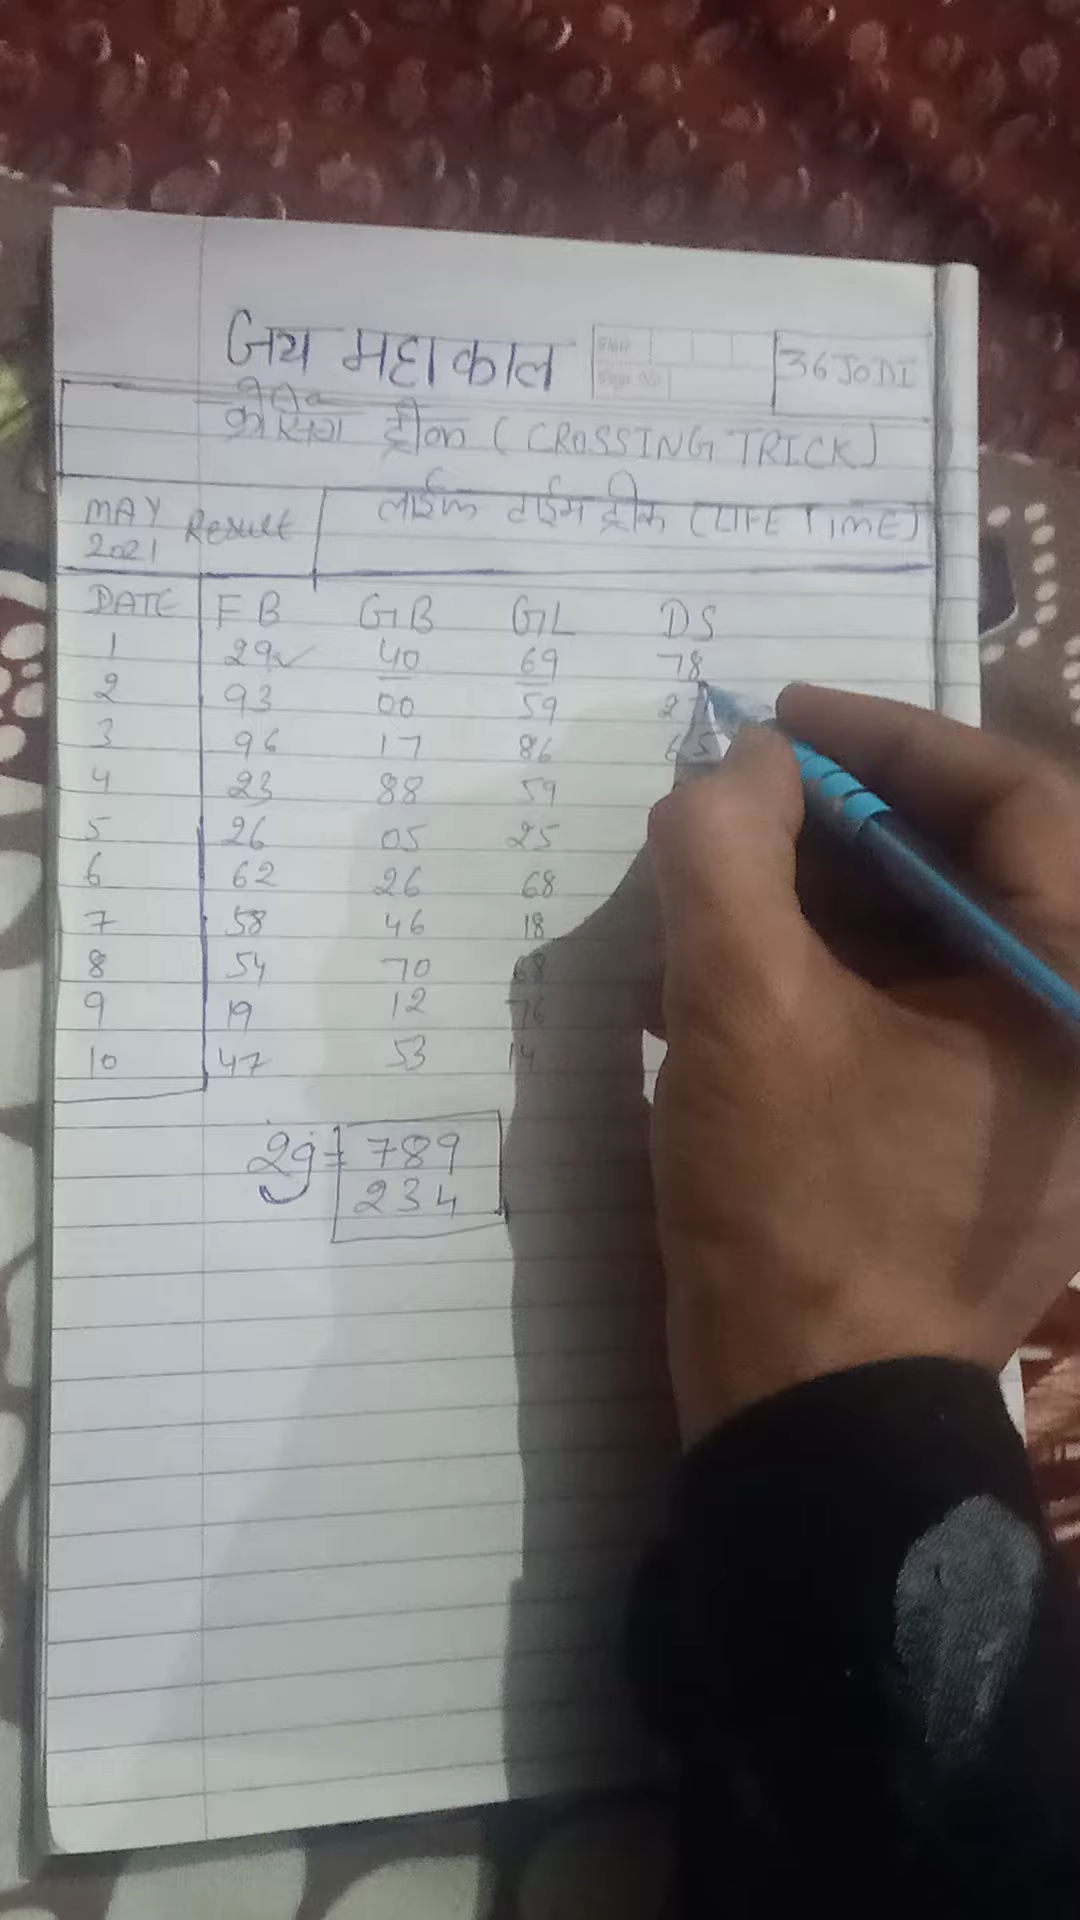 जय महाकाल
36 JODI
क्रोसिंग ट्रीक (CROSSING TRICK)
MAY 2021 Result
लाईफ टाईम ट्रीक (LIFE TIME)
DATE FB GB GL DS
1 29 40 69 78
2 93 00 59
3 96 17 86 65
4 23 88 59
5 26 05 25
6 62 26 68
7 58 46 18
8 54 70 68
9 19 12 76
10 47 53 14
29= 789
234